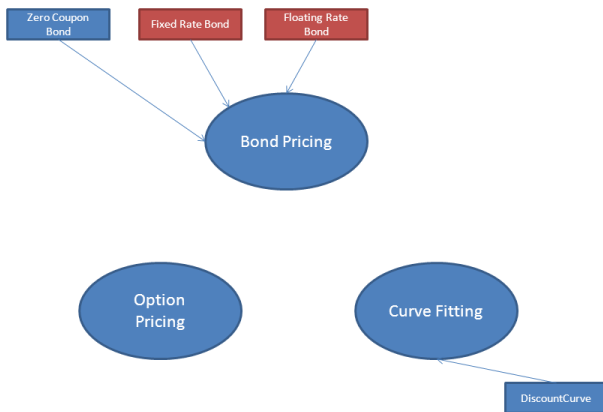 Zero Coupon
Bond
Fixed Rate Bond
Floating Rate
Bond
Bond Pricing
Option
Pricing
Curve Fitting
DiscountCurve